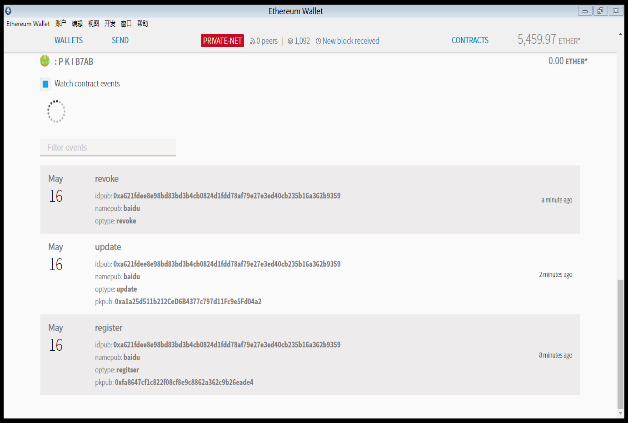 Ethereum Wallet
Ethereum Wallet 账户 编辑 视图 开发 窗口 帮助
WALLETS SEND PRIVATE-NET 0 peers | 1,092 New block received CONTRACTS 5,459.97 ETHER*
: P K I B7AB 0.00 ETHER*
Watch contract events
Filter events
May
16
revoke
idpub: 0xa621fdee8e98bd83bd3b4cb0824d1fdd78af79e27e3ed40cb235b16a362b9359
namepub: baidu
optype: revoke
a minute ago
May
16
update
idpub: 0xa621fdee8e98bd83bd3b4cb0824d1fdd78af79e27e3ed40cb235b16a362b9359
namepub: baidu
optype: update
pkpub: 0xa1a25d511b212CeD6B4377c797d11Fc9e5Fd04a2
2 minutes ago
May
16
register
idpub: 0xa621fdee8e98bd83bd3b4cb0824d1fdd78af79e27e3ed40cb235b16a362b9359
namepub: baidu
optype: regitser
pkpub: 0xfa8647cf1c822f08cf8e9c8862a362c9b26eade4
8 minutes ago